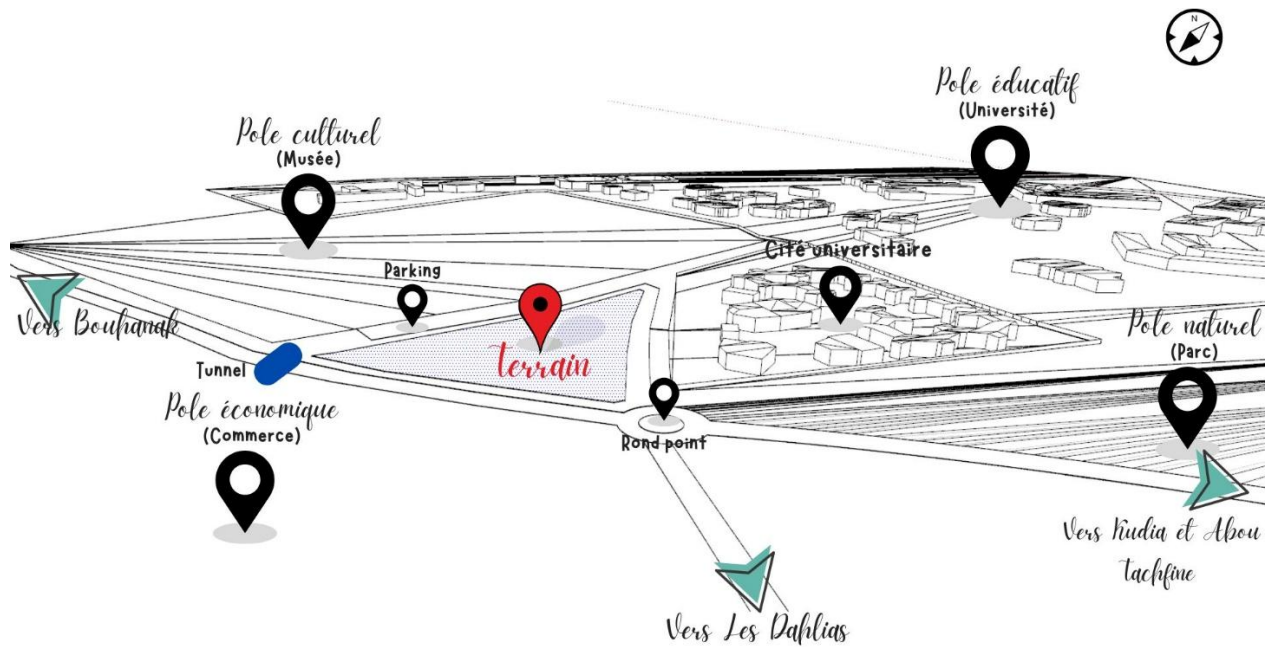 N
Pole éducatif
(Université)
Pole culturel
(Musée)
Cité universitaire
Parking
Vers Bouhanak
terrain
Pole naturel
(Parc)
Tunnel
Pole économique
(Commerce)
Rond point
Vers Kudia et Abou
tachfine
Vers Les Dahlias